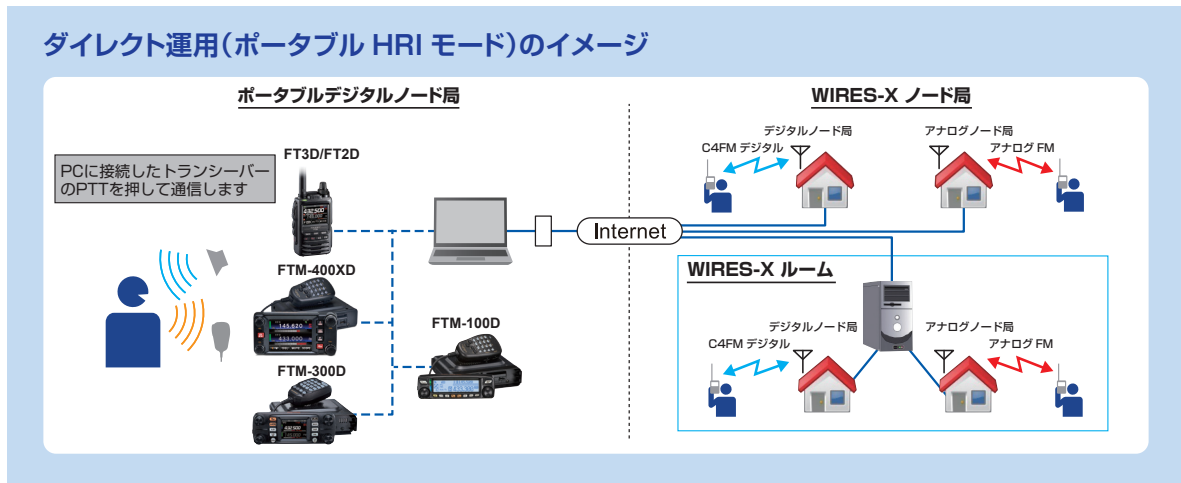 ダイレクト運用(ポータブル HRI モード)のイメージ
ポータブルデジタルノード局
PCに接続したトランシーバー
のPTTを押して通信します
FT3D/FT2D
FTM-400XD
145.620
433.000
FTM-300D
FTM-100D
Internet
WIRES-X ノード局
デジタルノード局
C4FM デジタル
アナログノード局
アナログ FM
WIRES-X ルーム
デジタルノード局
C4FM デジタル
アナログノード局
アナログ FM